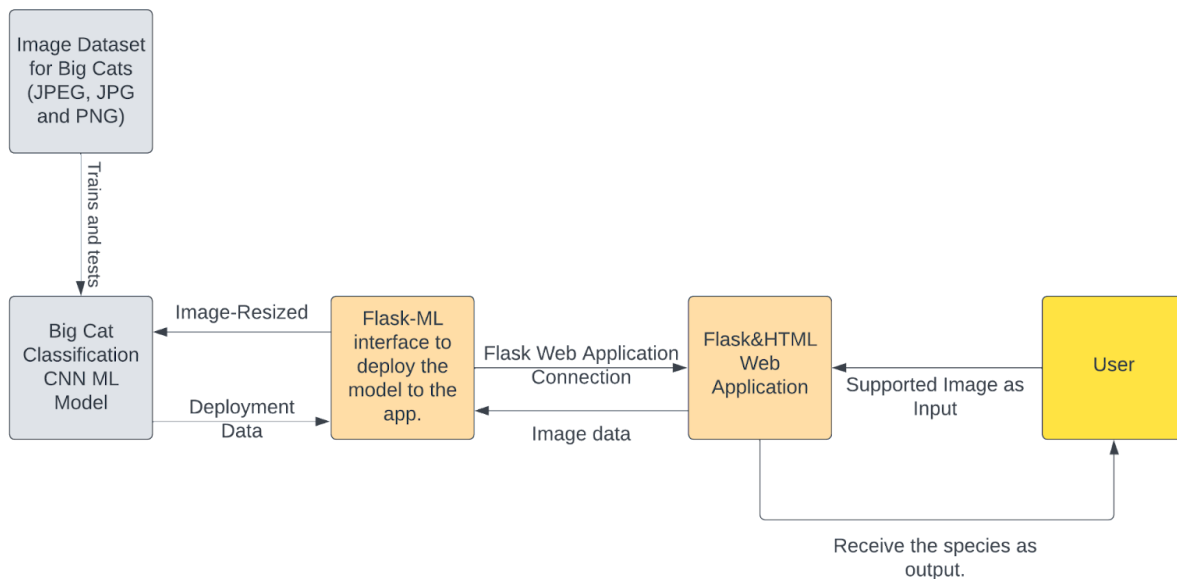 Image Dataset
for Big Cats
(JPEG, JPG
and PNG)
Trains and tests
Big Cat
Classification
CNN ML
Model
Image-Resized
Deployment
Data
Flask-ML
interface to
deploy the
model to the
app.
Flask Web Application
Connection
Image data
Flask&HTML
Web
Application
Supported Image as
Input
User
Receive the species as
output.